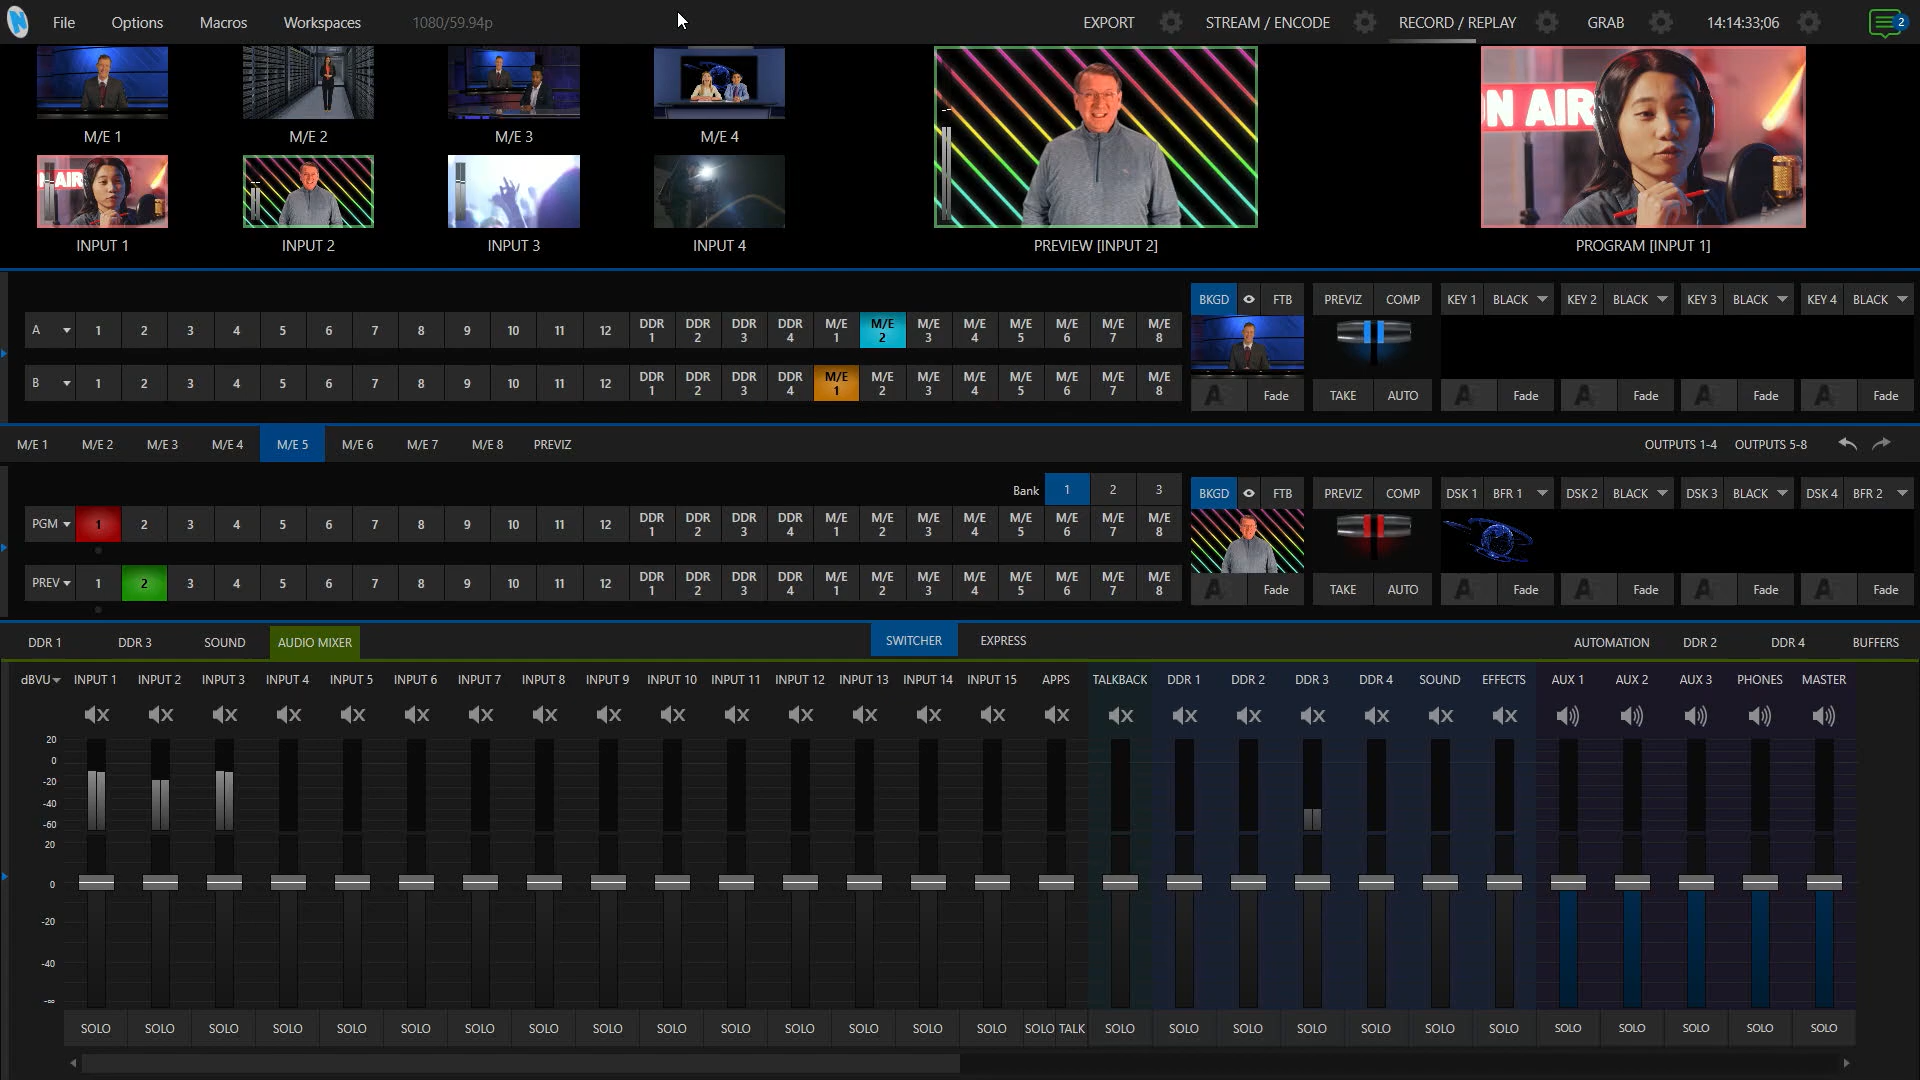 File Options Macros Workspaces 1080/59.94p EXPORT STREAM / ENCODE RECORD / REPLAY GRAB 14:14:33;06 2
M/E 1 M/E 2 M/E 3 M/E 4
ON AIR
INPUT 1 INPUT 2 INPUT 3 INPUT 4 PREVIEW [INPUT 2] PROGRAM [INPUT 1]
BKGD FTB PREVIZ COMP KEY 1 BLACK KEY 2 BLACK KEY 3 BLACK KEY 4 BLACK
A 1 2 3 4 5 6 7 8 9 10 11 12 DDR 1 DDR 2 DDR 3 DDR 4 M/E 1 M/E 2 M/E 3 M/E 4 M/E 5 M/E 6 M/E 7 M/E 8
B 1 2 3 4 5 6 7 8 9 10 11 12 DDR 1 DDR 2 DDR 3 DDR 4 M/E 1 M/E 2 M/E 3 M/E 4 M/E 5 M/E 6 M/E 7 M/E 8
Fade TAKE AUTO Fade Fade Fade Fade
M/E 1 M/E 2 M/E 3 M/E 4 M/E 5 M/E 6 M/E 7 M/E 8 PREVIZ OUTPUTS 1-4 OUTPUTS 5-8
Bank 1 2 3 BKGD FTB PREVIZ COMP DSK 1 BFR 1 DSK 2 BLACK DSK 3 BLACK DSK 4 BFR 2
PGM 1 2 3 4 5 6 7 8 9 10 11 12 DDR 1 DDR 2 DDR 3 DDR 4 M/E 1 M/E 2 M/E 3 M/E 4 M/E 5 M/E 6 M/E 7 M/E 8
PREV 1 2 3 4 5 6 7 8 9 10 11 12 DDR 1 DDR 2 DDR 3 DDR 4 M/E 1 M/E 2 M/E 3 M/E 4 M/E 5 M/E 6 M/E 7 M/E 8
Fade TAKE AUTO Fade Fade Fade Fade
DDR 1 DDR 3 SOUND AUDIO MIXER SWITCHER EXPRESS AUTOMATION DDR 2 DDR 4 BUFFERS
dBVU INPUT 1 INPUT 2 INPUT 3 INPUT 4 INPUT 5 INPUT 6 INPUT 7 INPUT 8 INPUT 9 INPUT 10 INPUT 11 INPUT 12 INPUT 13 INPUT 14 INPUT 15 APPS TALKBACK DDR 1 DDR 2 DDR 3 DDR 4 SOUND EFFECTS AUX 1 AUX 2 AUX 3 PHONES MASTER
20
0
-20
-40
-60
20
0
-20
-40
-∞
SOLO SOLO SOLO SOLO SOLO SOLO SOLO SOLO SOLO SOLO SOLO SOLO SOLO SOLO SOLO SOLO TALK SOLO SOLO SOLO SOLO SOLO SOLO SOLO SOLO SOLO SOLO SOLO SOLO